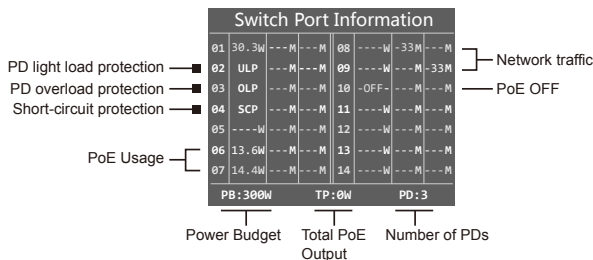 Switch Port Information
01 30.3W ---M ---M 08 ----W -33M ---M
02 ULP ---M ---M 09 ----W ---M -33M
03 OLP ---M ---M 10 -OFF- ---M ---M
04 SCP ---M ---M 11 ----W ---M ---M
05 ----W ---M ---M 12 ----W ---M ---M
06 13.6W ---M ---M 13 ----W ---M ---M
07 14.4W ---M ---M 14 ----W ---M ---M
PB:300W TP:0W PD:3
PD light load protection
PD overload protection
Short-circuit protection
PoE Usage
Network traffic
PoE OFF
Power Budget
Total PoE
Output
Number of PDs